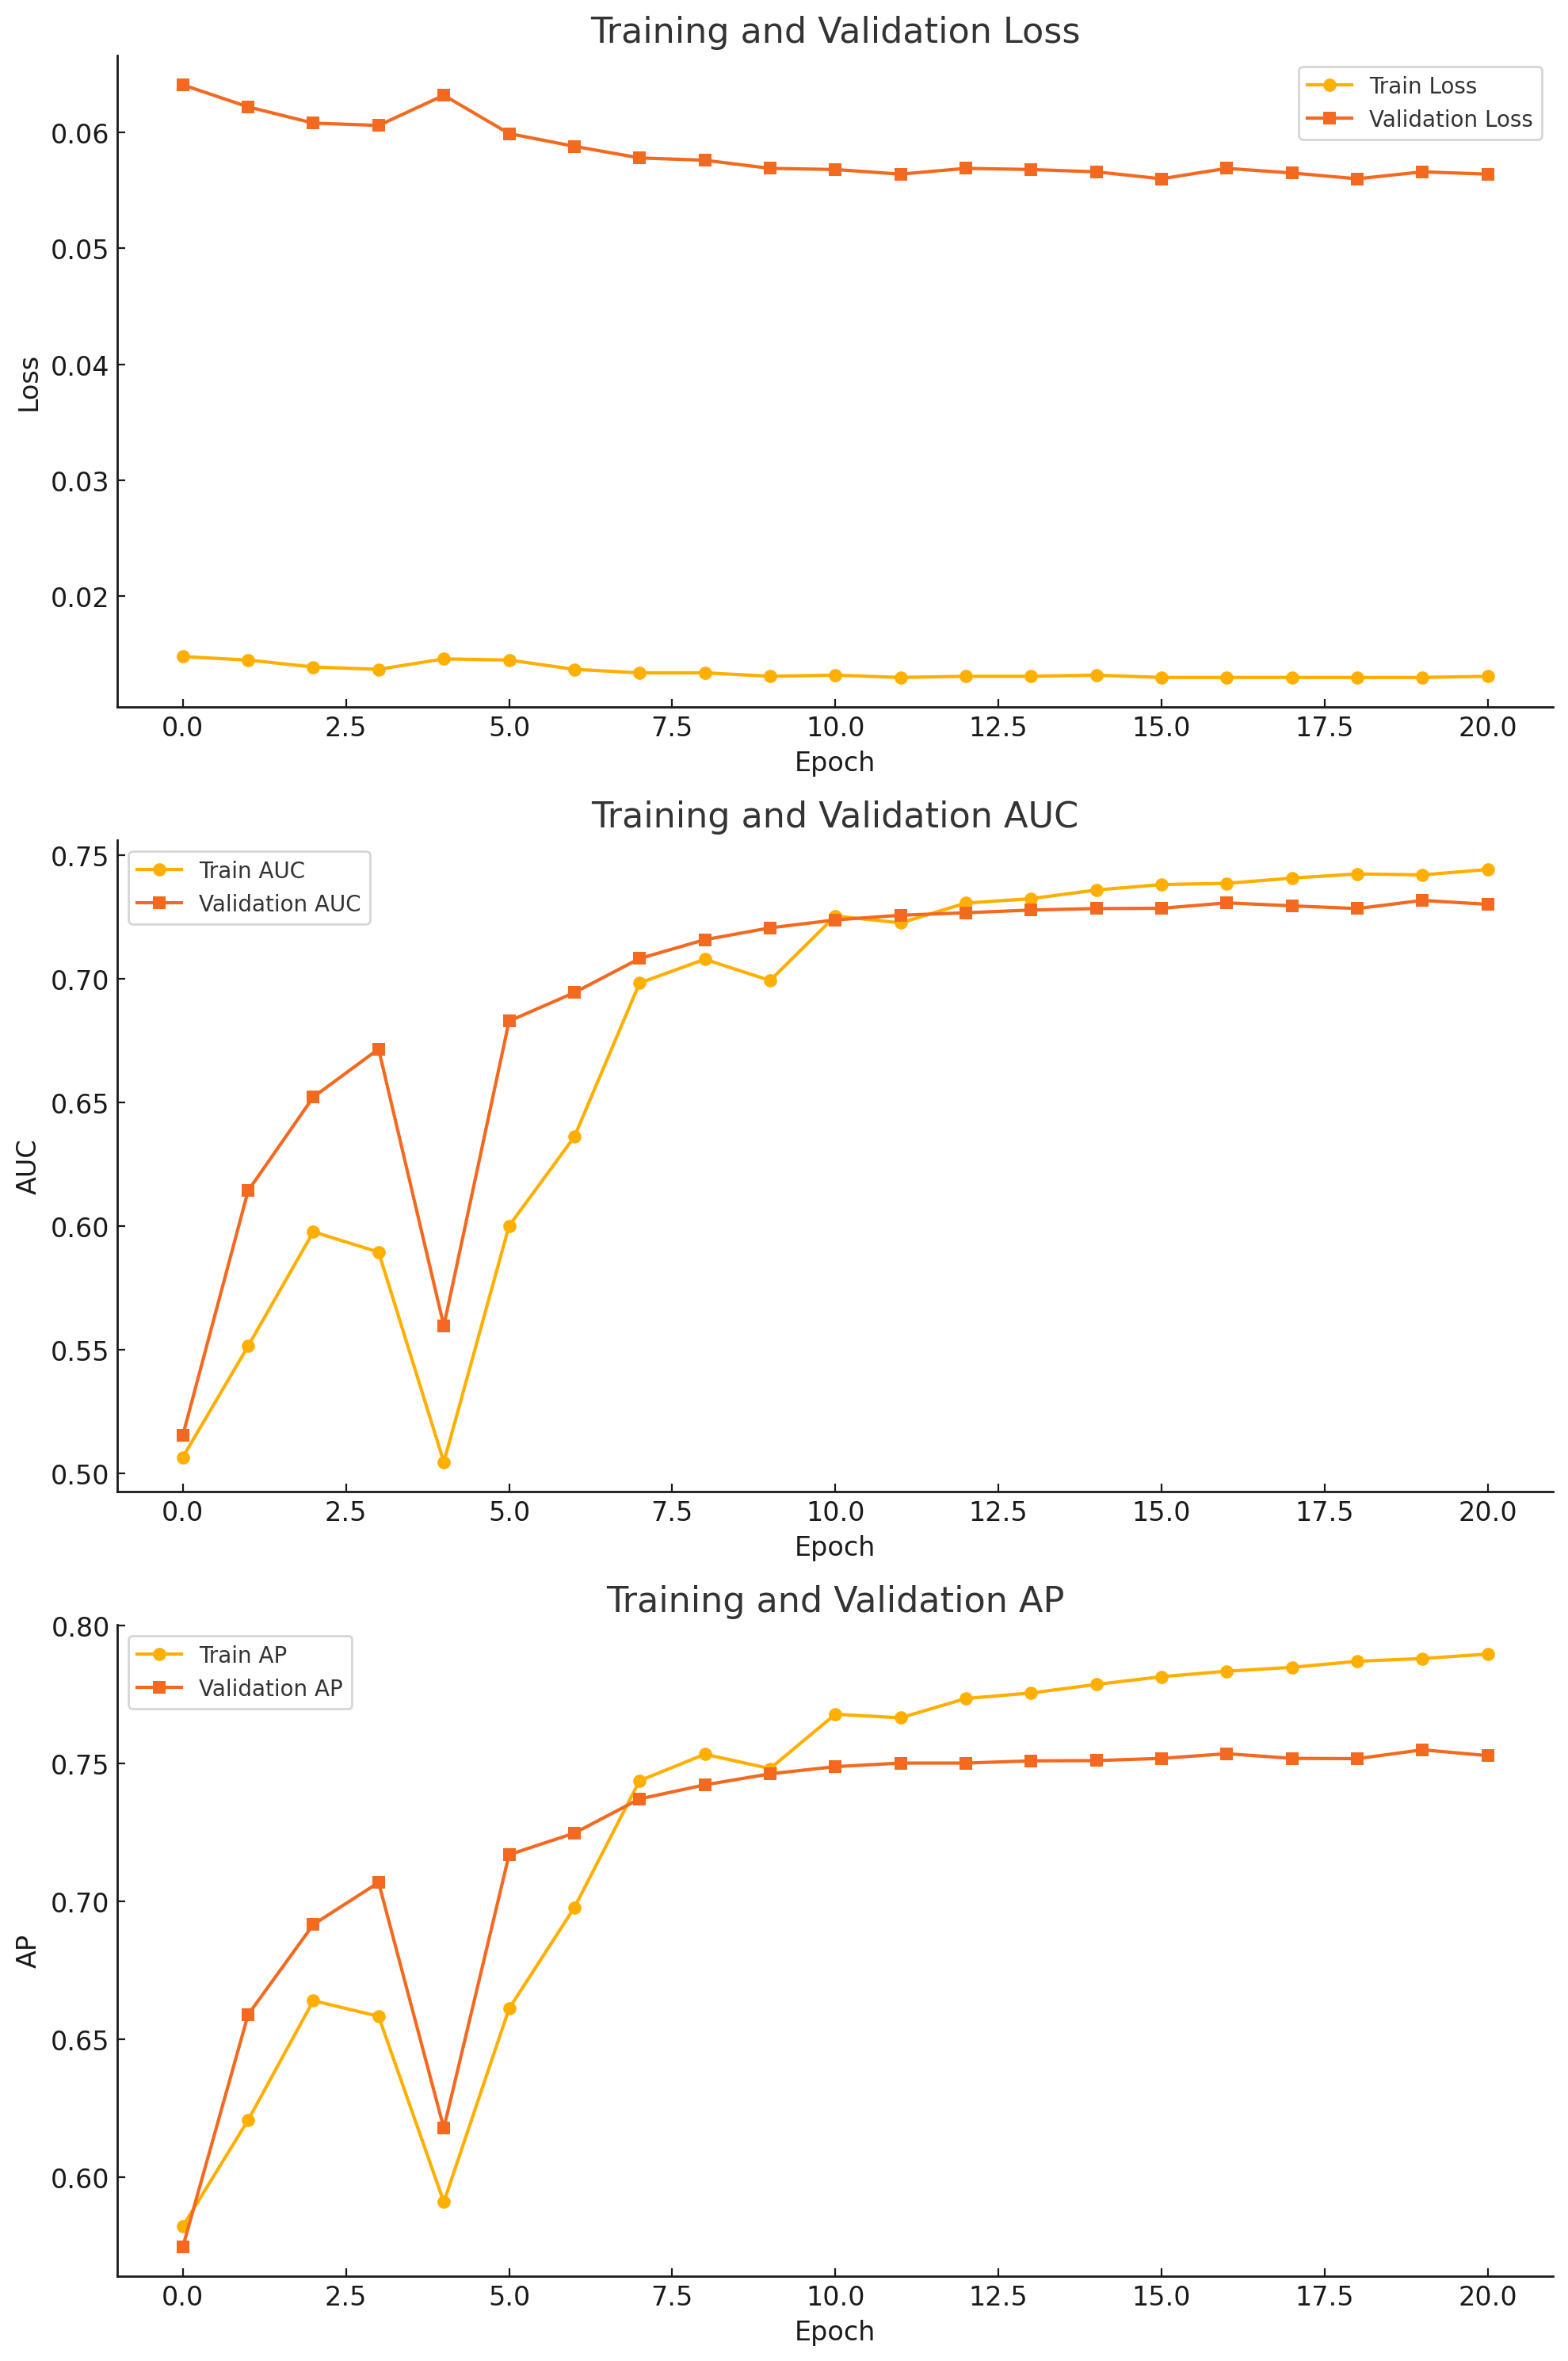 Training and Validation Loss
Train Loss
Validation Loss
0.06
0.05
0.04
0.03
0.02
Loss
0.0 2.5 5.0 7.5 10.0 12.5 15.0 17.5 20.0
Epoch
Training and Validation AUC
Train AUC
Validation AUC
0.75
0.70
0.65
0.60
0.55
0.50
AUC
0.0 2.5 5.0 7.5 10.0 12.5 15.0 17.5 20.0
Epoch
Training and Validation AP
Train AP
Validation AP
0.80
0.75
0.70
0.65
0.60
AP
0.0 2.5 5.0 7.5 10.0 12.5 15.0 17.5 20.0
Epoch